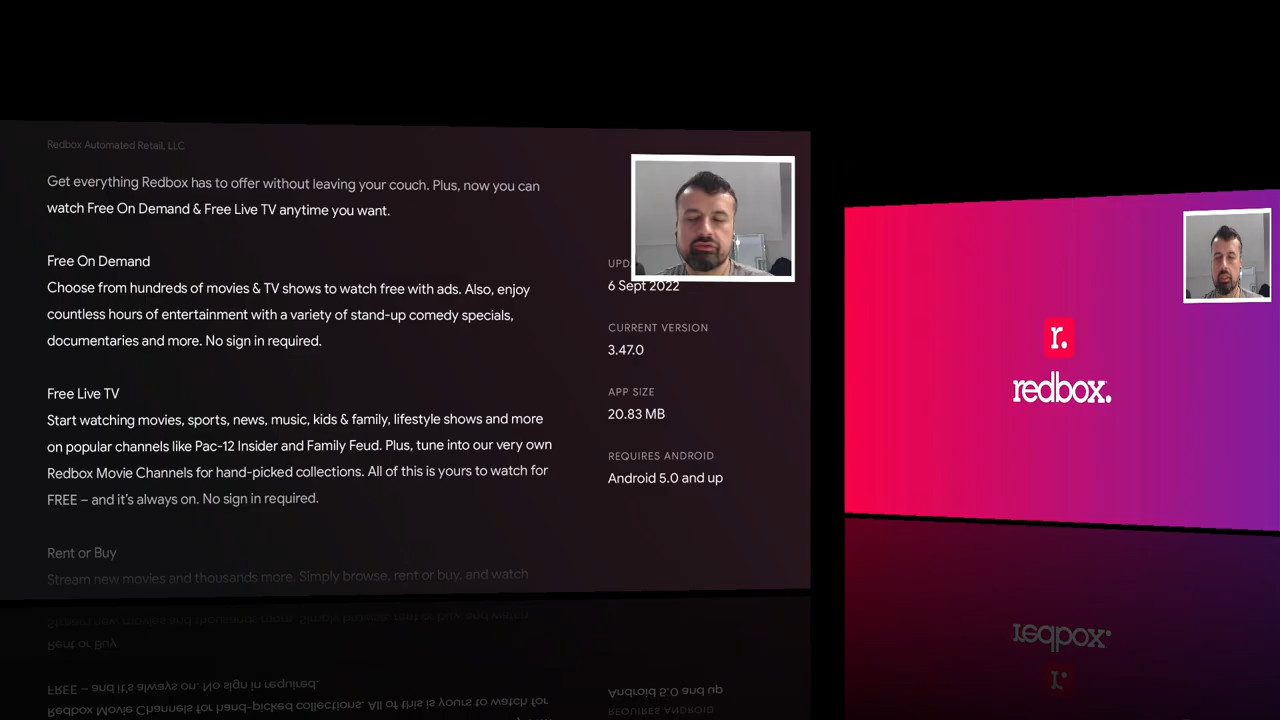 Redbox Automated Retail, LLC
Get everything Redbox has to offer without leaving your couch. Plus, now you can
watch Free On Demand & Free Live TV anytime you want.
Free On Demand
Choose from hundreds of movies & TV shows to watch free with ads. Also, enjoy
countless hours of entertainment with a variety of stand-up comedy specials,
documentaries and more. No sign in required.
Free Live TV
Start watching movies, sports, news, music, kids & family, lifestyle shows and more
on popular channels like Pac-12 Insider and Family Feud. Plus, tune into our very own
Redbox Movie Channels for hand-picked collections. All of this is yours to watch for
FREE – and it's always on. No sign in required.
Rent or Buy
Stream new movies and thousands more. Simply browse, rent or buy, and watch
6 Sept 2022
CURRENT VERSION
3.47.0
APP SIZE
20.83 MB
REQUIRES ANDROID
Android 5.0 and up
r.
redbox.